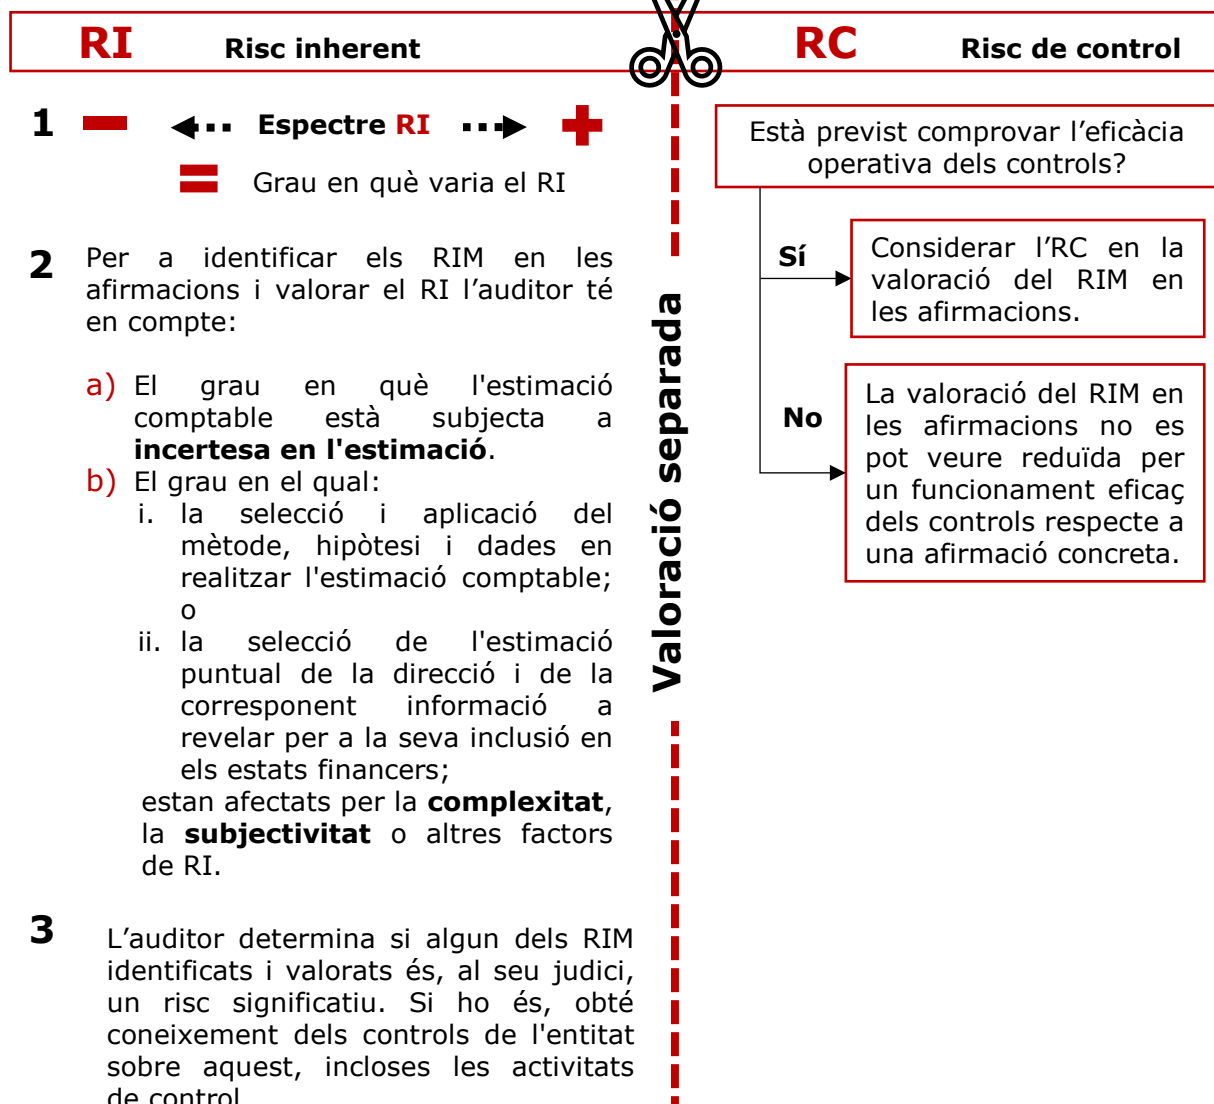 RI Risc inherent
1 Espectre RI
Grau en què varia el RI
2 Per a identificar els RIM en les
afirmacions i valorar el RI l’auditor té
en compte:
a) El grau en què l'estimació
comptable està subjecta a
incertesa en l'estimació.
b) El grau en el qual:
i. la selecció i aplicació del
mètode, hipòtesi i dades en
realitzar l'estimació comptable;
o
ii. la selecció de l'estimació
puntual de la direcció i de la
corresponent informació a
revelar per a la seva inclusió en
els estats financers;
estan afectats per la complexitat,
la subjectivitat o altres factors
de RI.
3 L’auditor determina si algun dels RIM
identificats i valorats és, al seu judici,
un risc significatiu. Si ho és, obté
coneixement dels controls de l'entitat
sobre aquest, incloses les activitats
de control
Valoració separada
RC Risc de control
Està previst comprovar l’eficàcia
operativa dels controls?
Sí
Considerar l’RC en la
valoració del RIM en
les afirmacions.
No
La valoració del RIM en
les afirmacions no es
pot veure reduïda per
un funcionament eficaç
dels controls respecte a
una afirmació concreta.